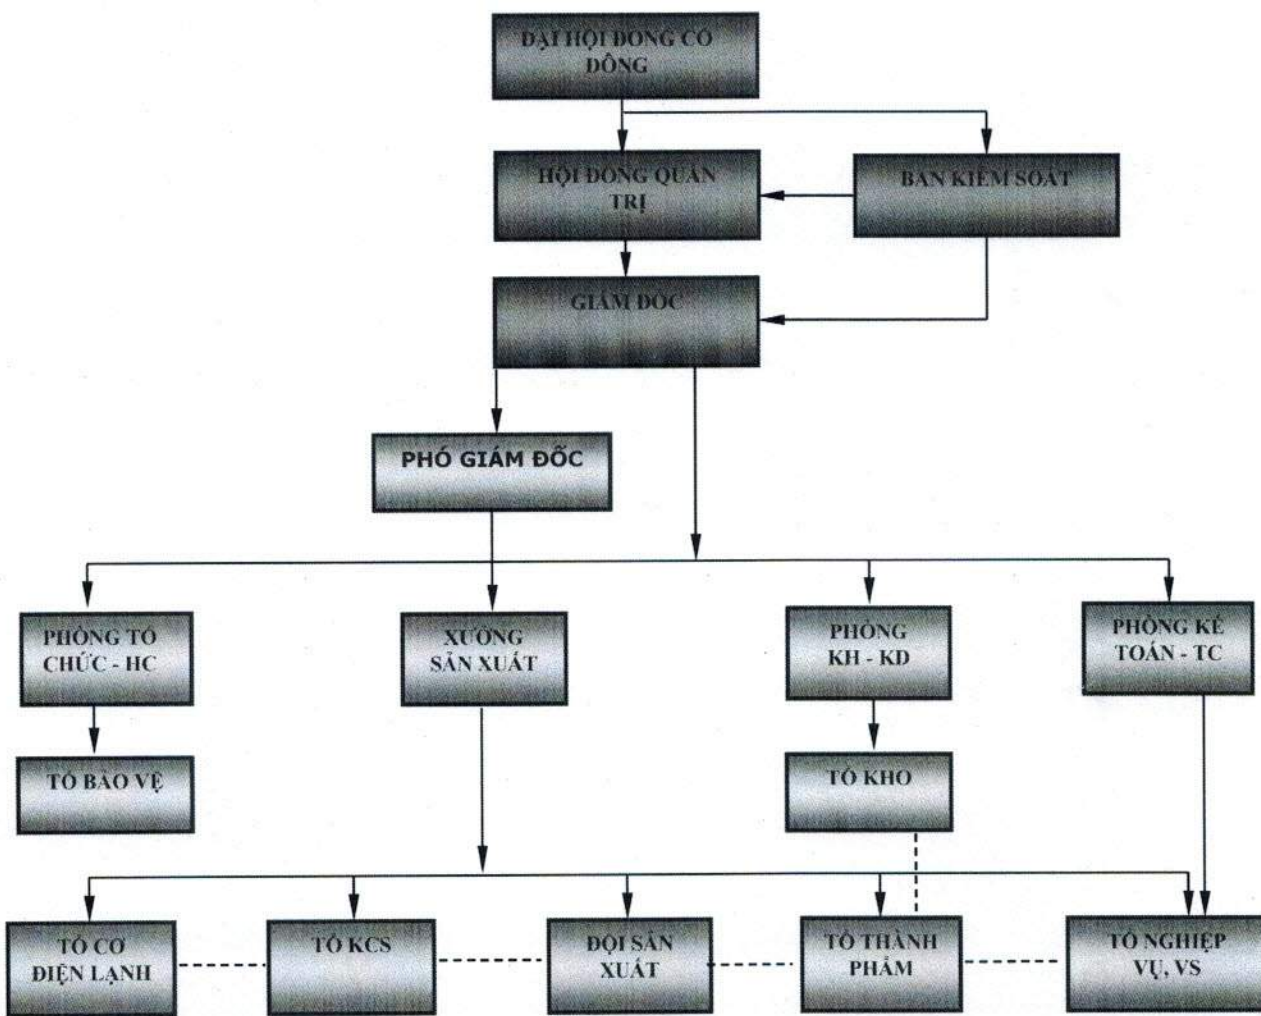 ĐẠI HỘI ĐỒNG CỔ
ĐÔNG
HỘI ĐỒNG QUẢN
TRỊ
BAN KIỂM SOÁT
GIÁM ĐỐC
PHÓ GIÁM ĐỐC
PHÒNG TỔ
CHỨC - HC
XƯỞNG
SẢN XUẤT
PHÒNG
KH - KD
PHÒNG KẾ
TOÁN - TC
TỔ BẢO VỆ
TỔ KHO
TỔ CƠ
ĐIỆN LẠNH
TỔ KCS
ĐỘI SẢN
XUẤT
TỔ THÀNH
PHẨM
TỔ NGHIỆP
VỤ, VS